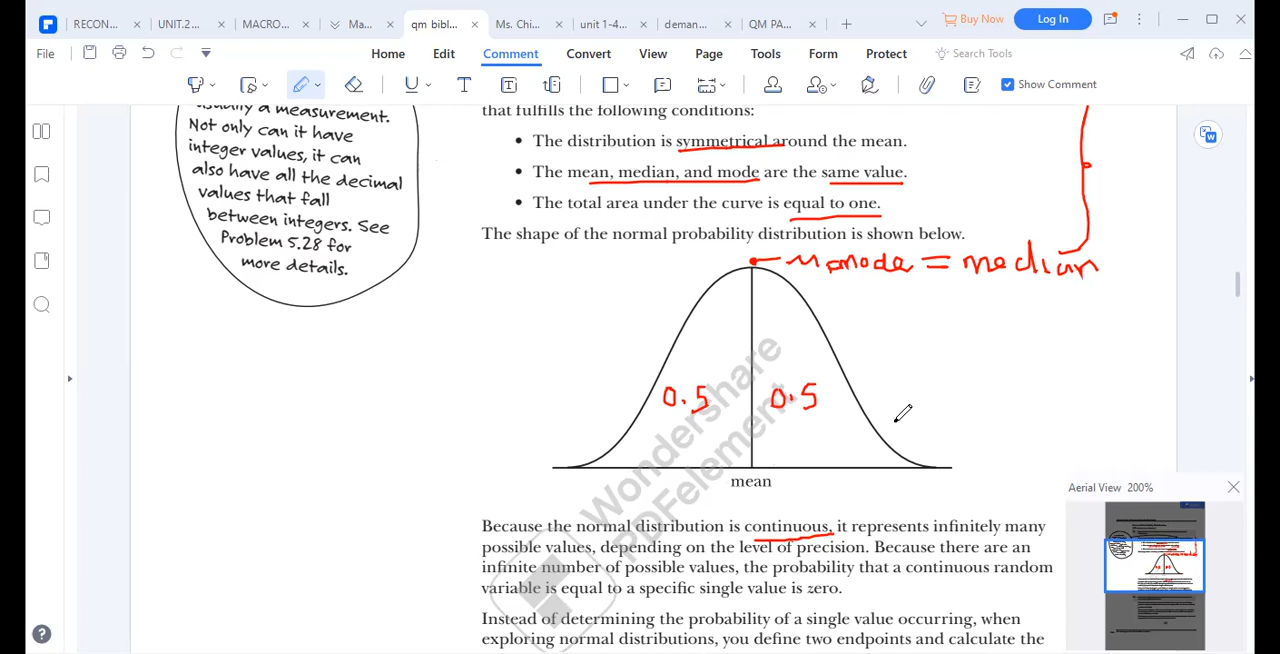 RECON...
UNIT.2...
MACRO...
Ma...
qm bibl...
Ms. Chi...
unit 1-4...
deman...
QM PA...
Buy Now
Log In
File
Home
Edit
Comment
Convert
View
Page
Tools
Form
Protect
Search Tools
Show Comment
usually a measurement.
Not only can it have
integer values, it can
also have all the decimal
values that fall
between integers. See
Problem 5.28 for
more details.
that fulfills the following conditions:
• The distribution is symmetrical around the mean.
• The mean, median, and mode are the same value.
• The total area under the curve is equal to one.
The shape of the normal probability distribution is shown below.
mode = median
0.5 0.5
mean
Wondershare
PDFelement
Because the normal distribution is continuous, it represents infinitely many
possible values, depending on the level of precision. Because there are an
infinite number of possible values, the probability that a continuous random
variable is equal to a specific single value is zero.
Instead of determining the probability of a single value occurring, when
exploring normal distributions, you define two endpoints and calculate the
Aerial View 200%